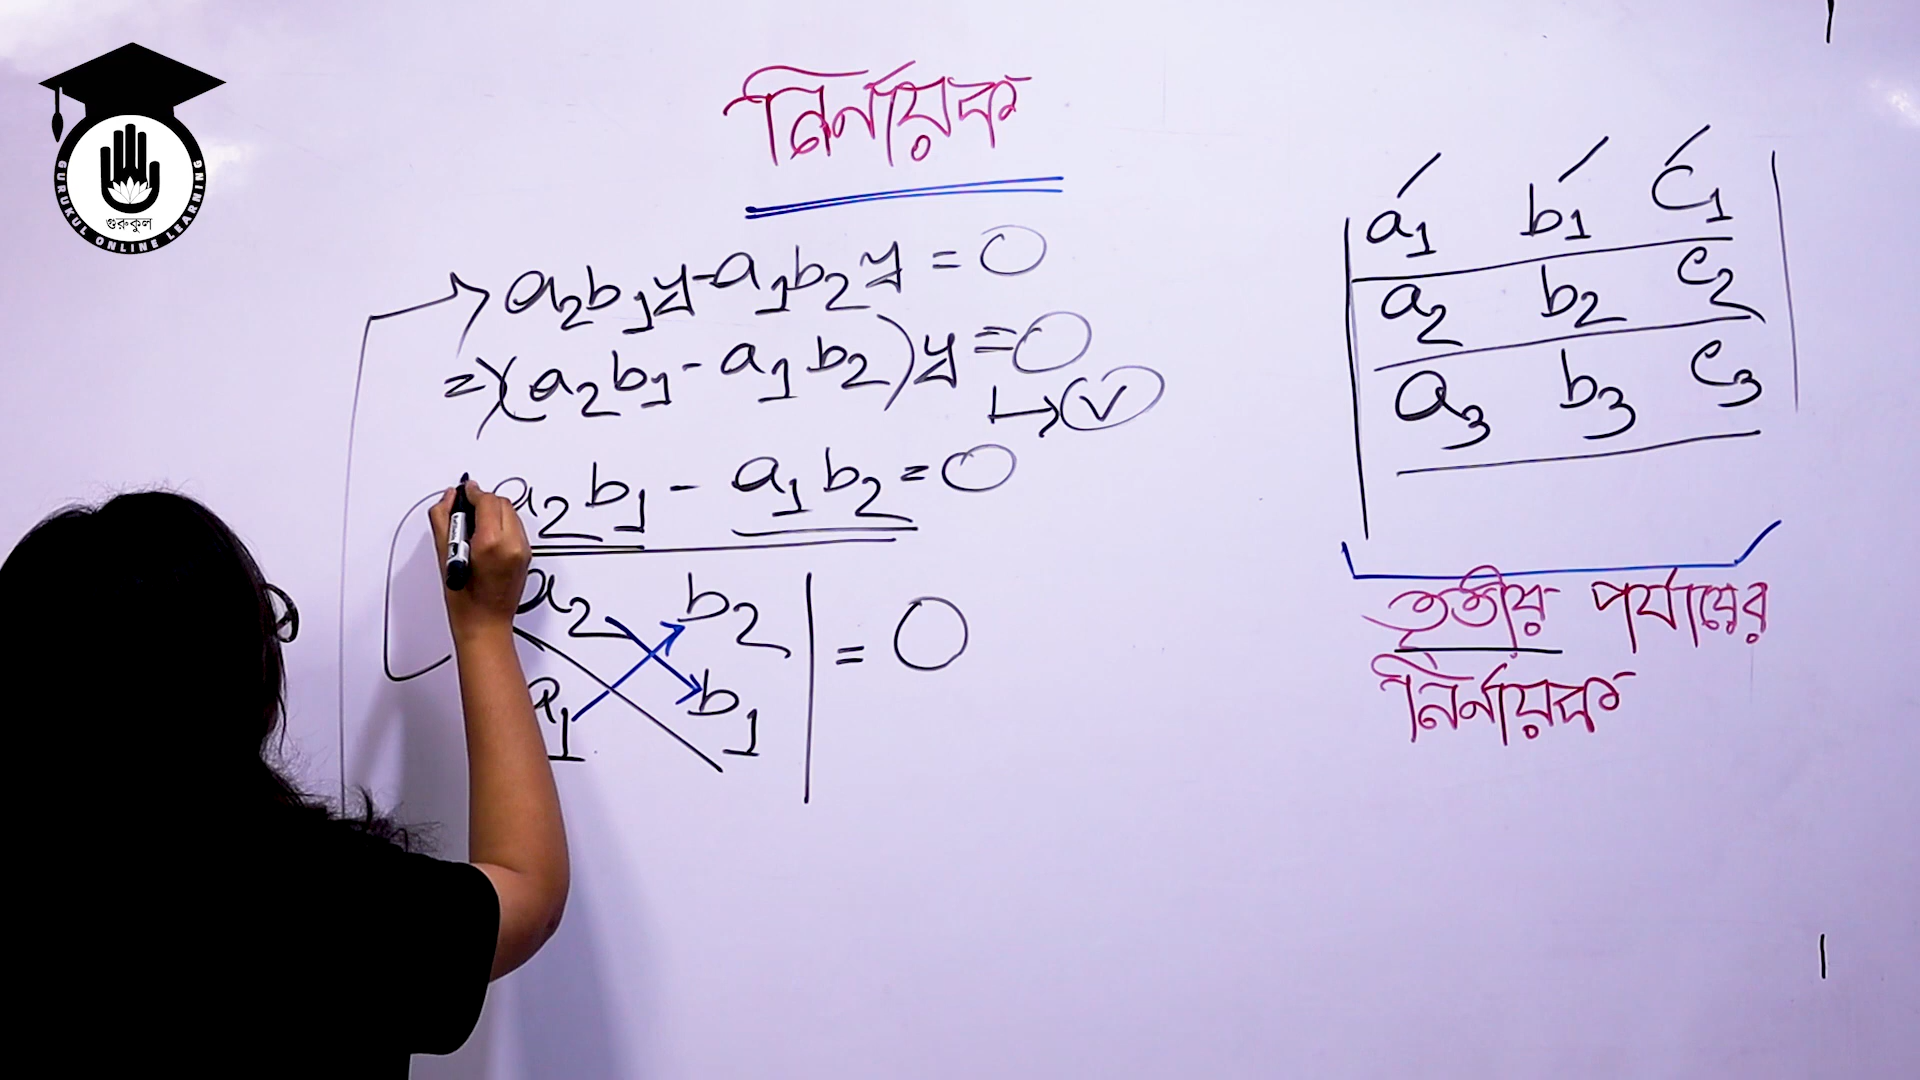 GURUKUL ONLINE LEARNING
গুরুকুল
নির্নায়ক
a₂b₁y - a₁b₂y = 0
=> (a₂b₁ - a₁b₂)y = 0
↳ (v)
a₂b₁ - a₁b₂ = 0
a₂ b₂
a₁ b₁ | = 0
a₁ b₁ c₁
a₂ b₂ c₂
a₃ b₃ c₃
তৃতীয় পর্যায়ের
নির্নায়ক